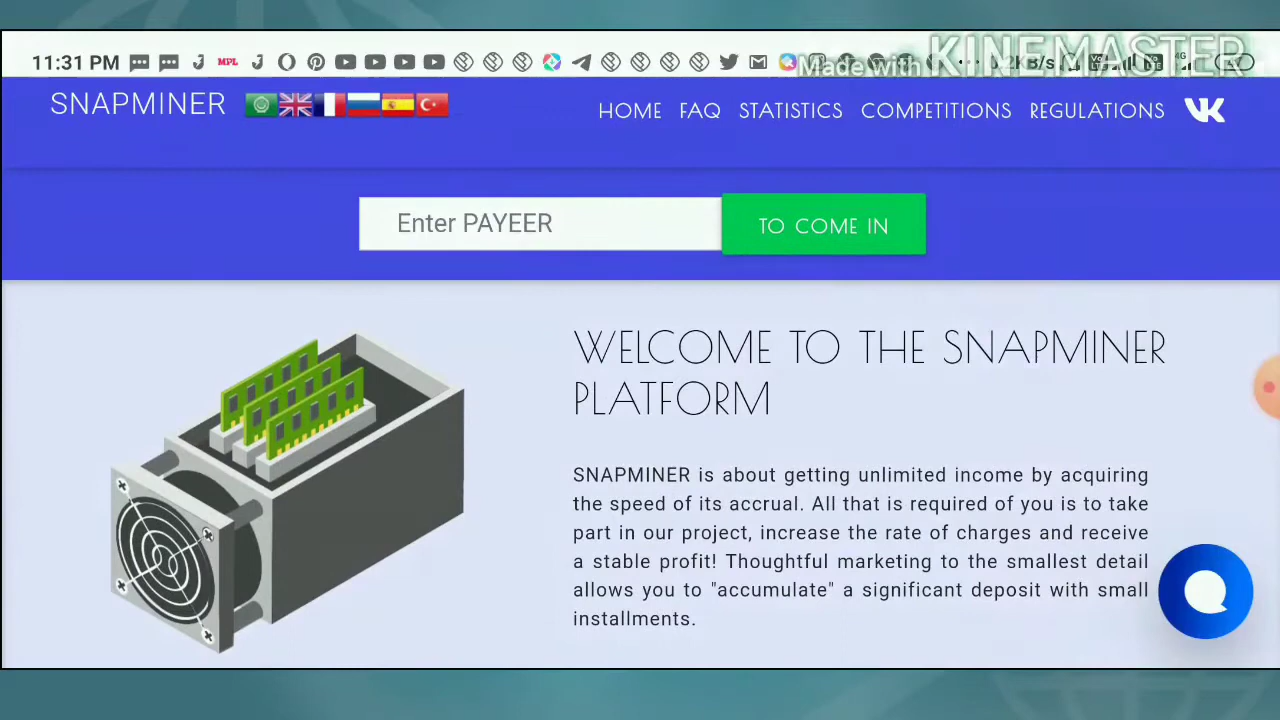 11:31 PM MPL
Made with KINEMASTER
SNAPMINER
HOME FAQ STATISTICS COMPETITIONS REGULATIONS
Enter PAYEER
TO COME IN
WELCOME TO THE SNAPMINER
PLATFORM
SNAPMINER is about getting unlimited income by acquiring
the speed of its accrual. All that is required of you is to take
part in our project, increase the rate of charges and receive
a stable profit! Thoughtful marketing to the smallest detail
allows you to "accumulate" a significant deposit with small
installments.